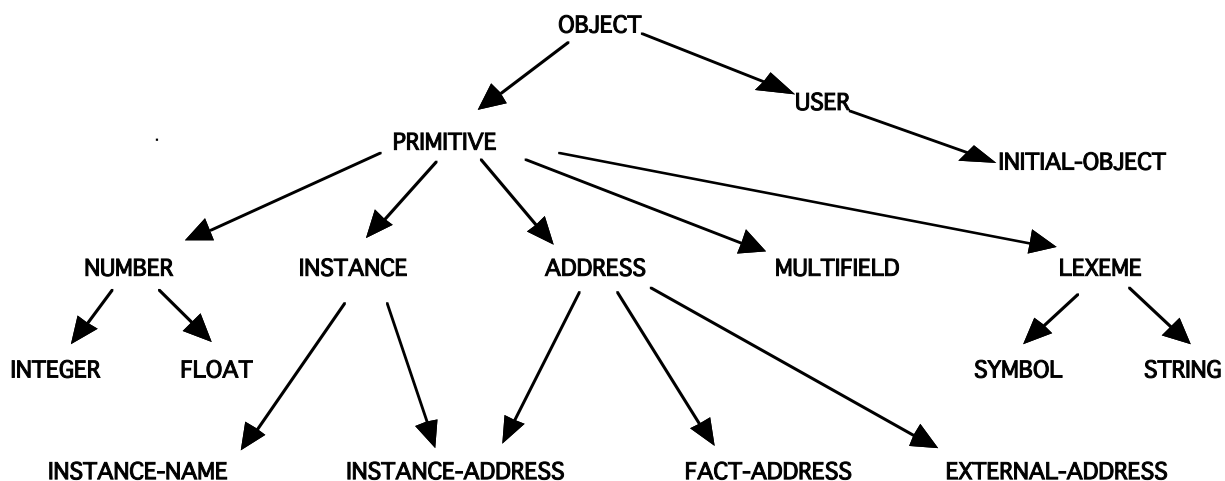 OBJECT
USER
PRIMITIVE
INITIAL-OBJECT
NUMBER
INSTANCE
ADDRESS
MULTIFIELD
LEXEME
INTEGER
FLOAT
SYMBOL
STRING
INSTANCE-NAME
INSTANCE-ADDRESS
FACT-ADDRESS
EXTERNAL-ADDRESS